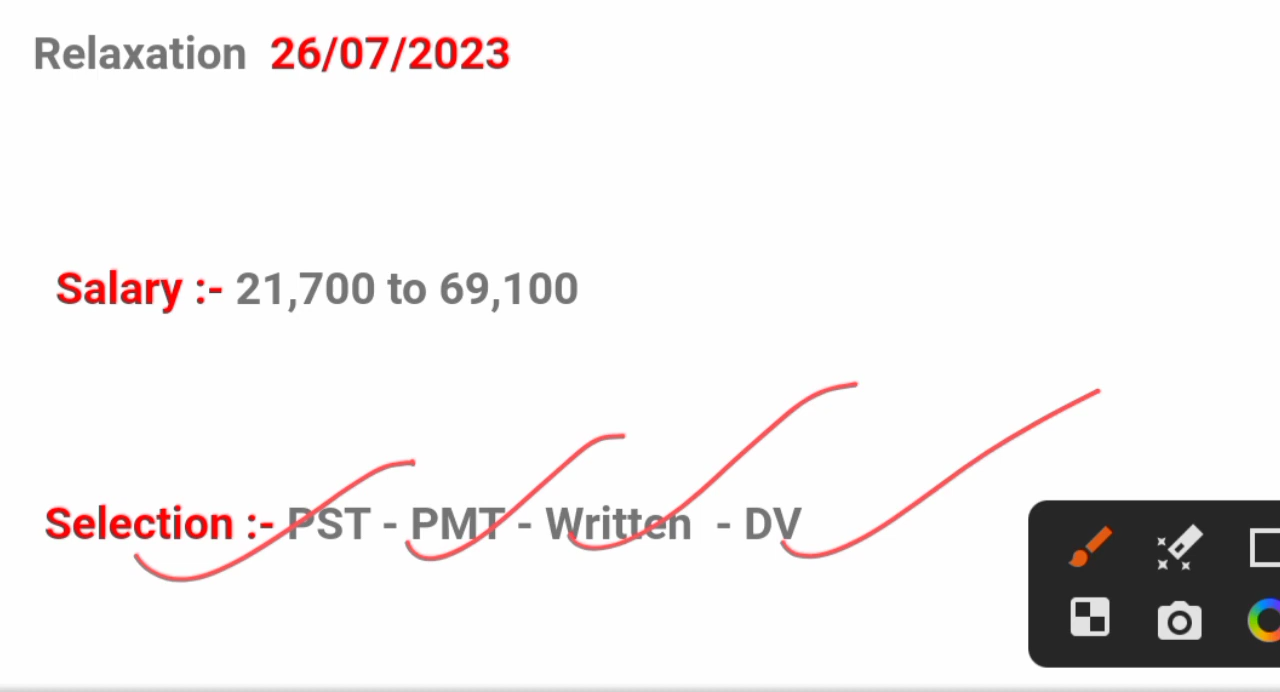 Relaxation 26/07/2023
Salary :- 21,700 to 69,100
Selection :- PST - PMT - Written - DV